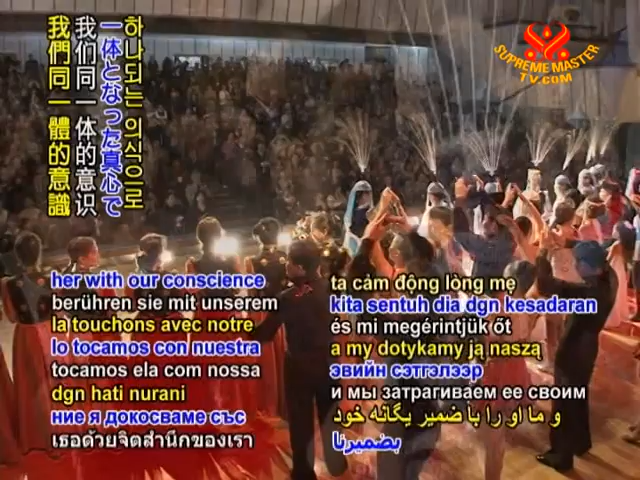 SUPREME MASTER
TV.COM
하나되는 의식으로
一体となった真心で
我们同一体的意识
我們同一體的意識
her with our conscience
berühren sie mit unserem
la touchons avec notre
lo tocamos con nuestra
tocamos ela com nossa
dgn hati nurani
ние я докосваме със
เธอด้วยจิตสำนึกของเรา
ta cảm động lòng mẹ
kita sentuh dia dgn kesadaran
és mi megérintjük őt
a my dotykamy ją naszą
эвийн сэтгэлээр
и мы затрагиваем ее своим
و ما او را با ضمیر یگانه خود
بضميرنا